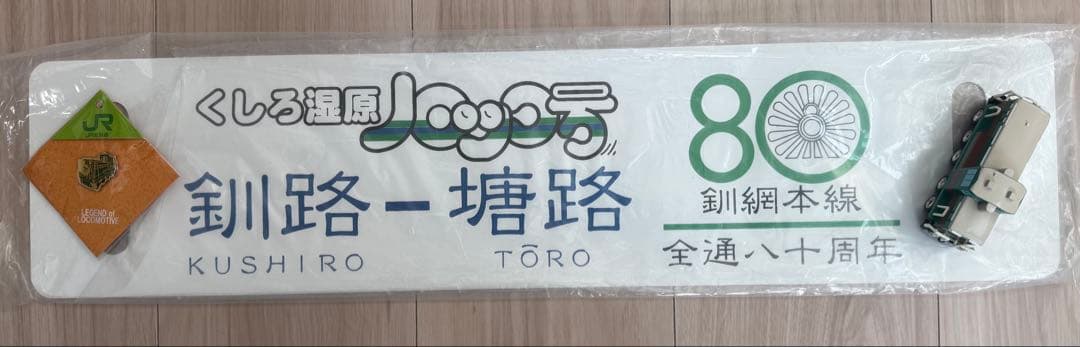 くしろ湿原ノロッコ号
釧路-塘路
KUSHIRO
TŌRO
80
釧網本線
全通八十周年
JR
LEGEND of
LOCOMOTIVE